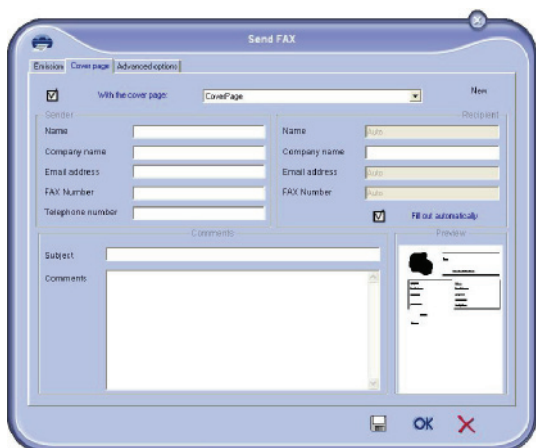 Send FAX
Emission Cover page Advanced options
With the cover page: CoverPage New
Sender Recipient
Name Name Auto
Company name Company name
Email address Email address Auto
FAX Number FAX Number Auto
Telephone number Fill out automatically
Comments Preview
Subject
Comments
OK